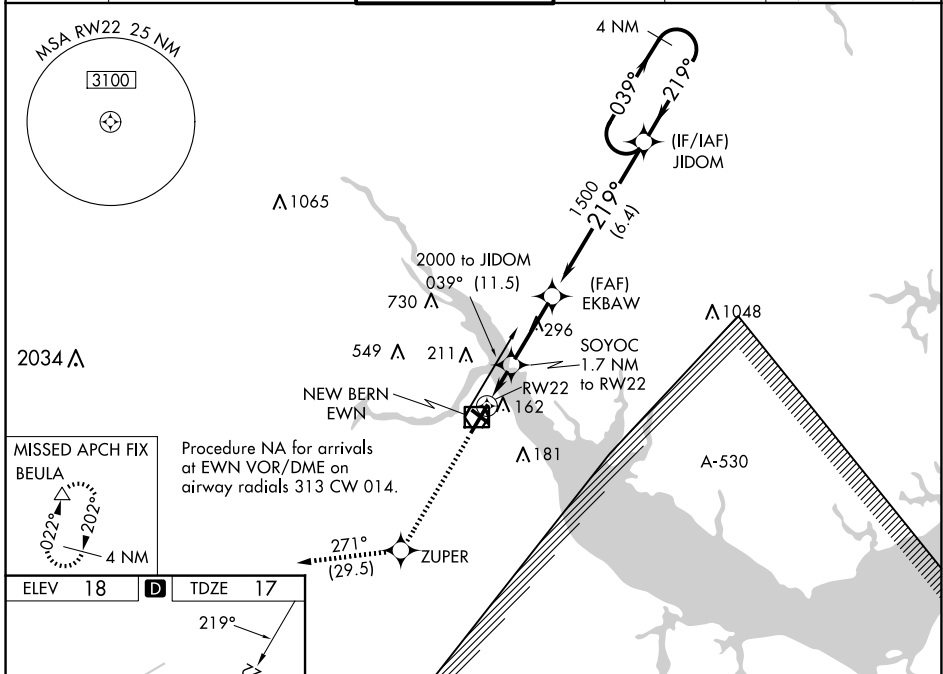 MSA RW22 25 NM
3100
4 NM
039°
219°
(IF/IAF)
JIDOM
1500
219°
(6.4)
1065
2000 to JIDOM
039° (11.5)
(FAF)
EKBAW
730
296
1048
2034
549
211
SOYOC
1.7 NM
to RW22
NEW BERN
EWN
RW22
162
181
A-530
MISSED APCH FIX
BEULA
022°
202°
4 NM
Procedure NA for arrivals
at EWN VOR/DME on
airway radials 313 CW 014.
271°
(29.5)
ZUPER
ELEV 18
D
TDZE 17
219°